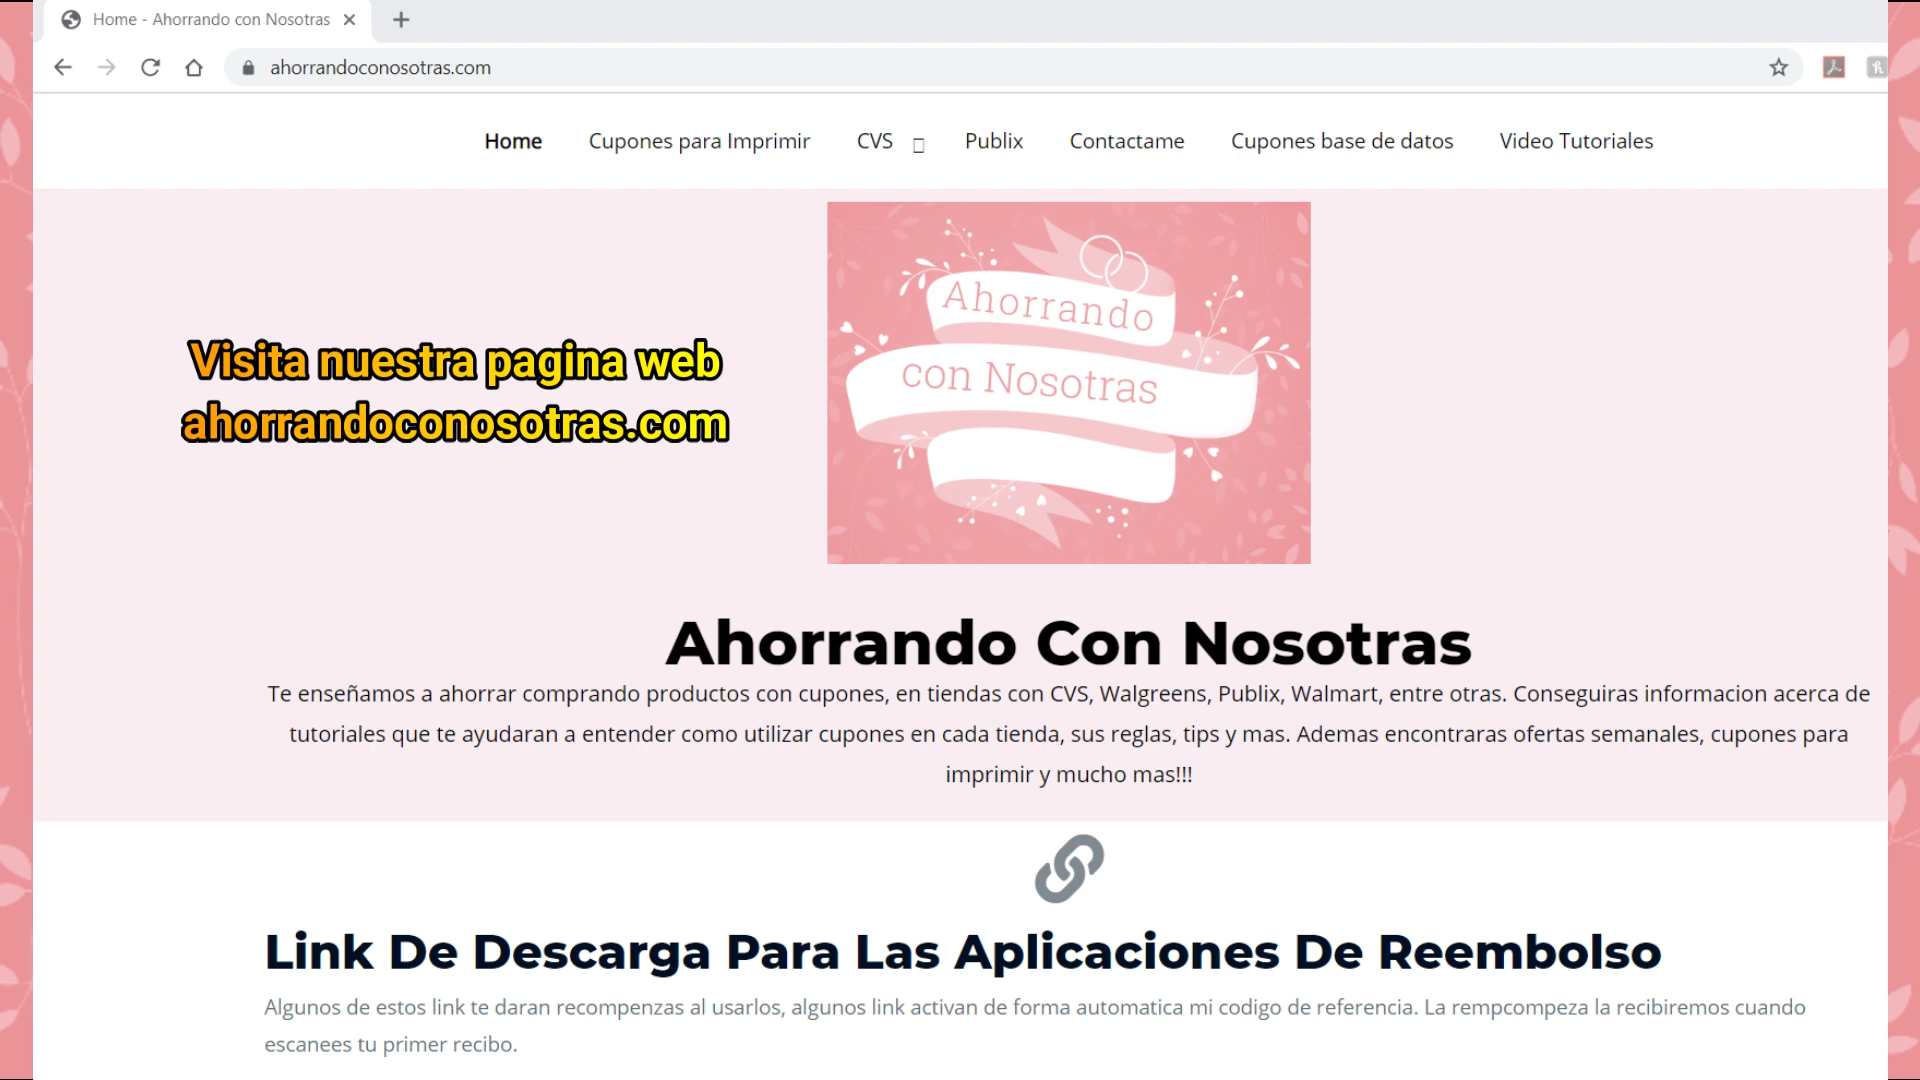 Home - Ahorrando con Nosotras
ahorrandoconosotras.com
Home Cupones para Imprimir CVS Publix Contactame Cupones base de datos Video Tutoriales
Ahorrando
con Nosotras
Visita nuestra pagina web
ahorrandoconosotras.com
Ahorrando Con Nosotras
Te enseñamos a ahorrar comprando productos con cupones, en tiendas con CVS, Walgreens, Publix, Walmart, entre otras. Conseguiras informacion acerca de
tutoriales que te ayudaran a entender como utilizar cupones en cada tienda, sus reglas, tips y mas. Ademas encontraras ofertas semanales, cupones para
imprimir y mucho mas!!!
Link De Descarga Para Las Aplicaciones De Reembolso
Algunos de estos link te daran recompenzas al usarlos, algunos link activan de forma automatica mi codigo de referencia. La rempcompeza la recibiremos cuando
escanees tu primer recibo.